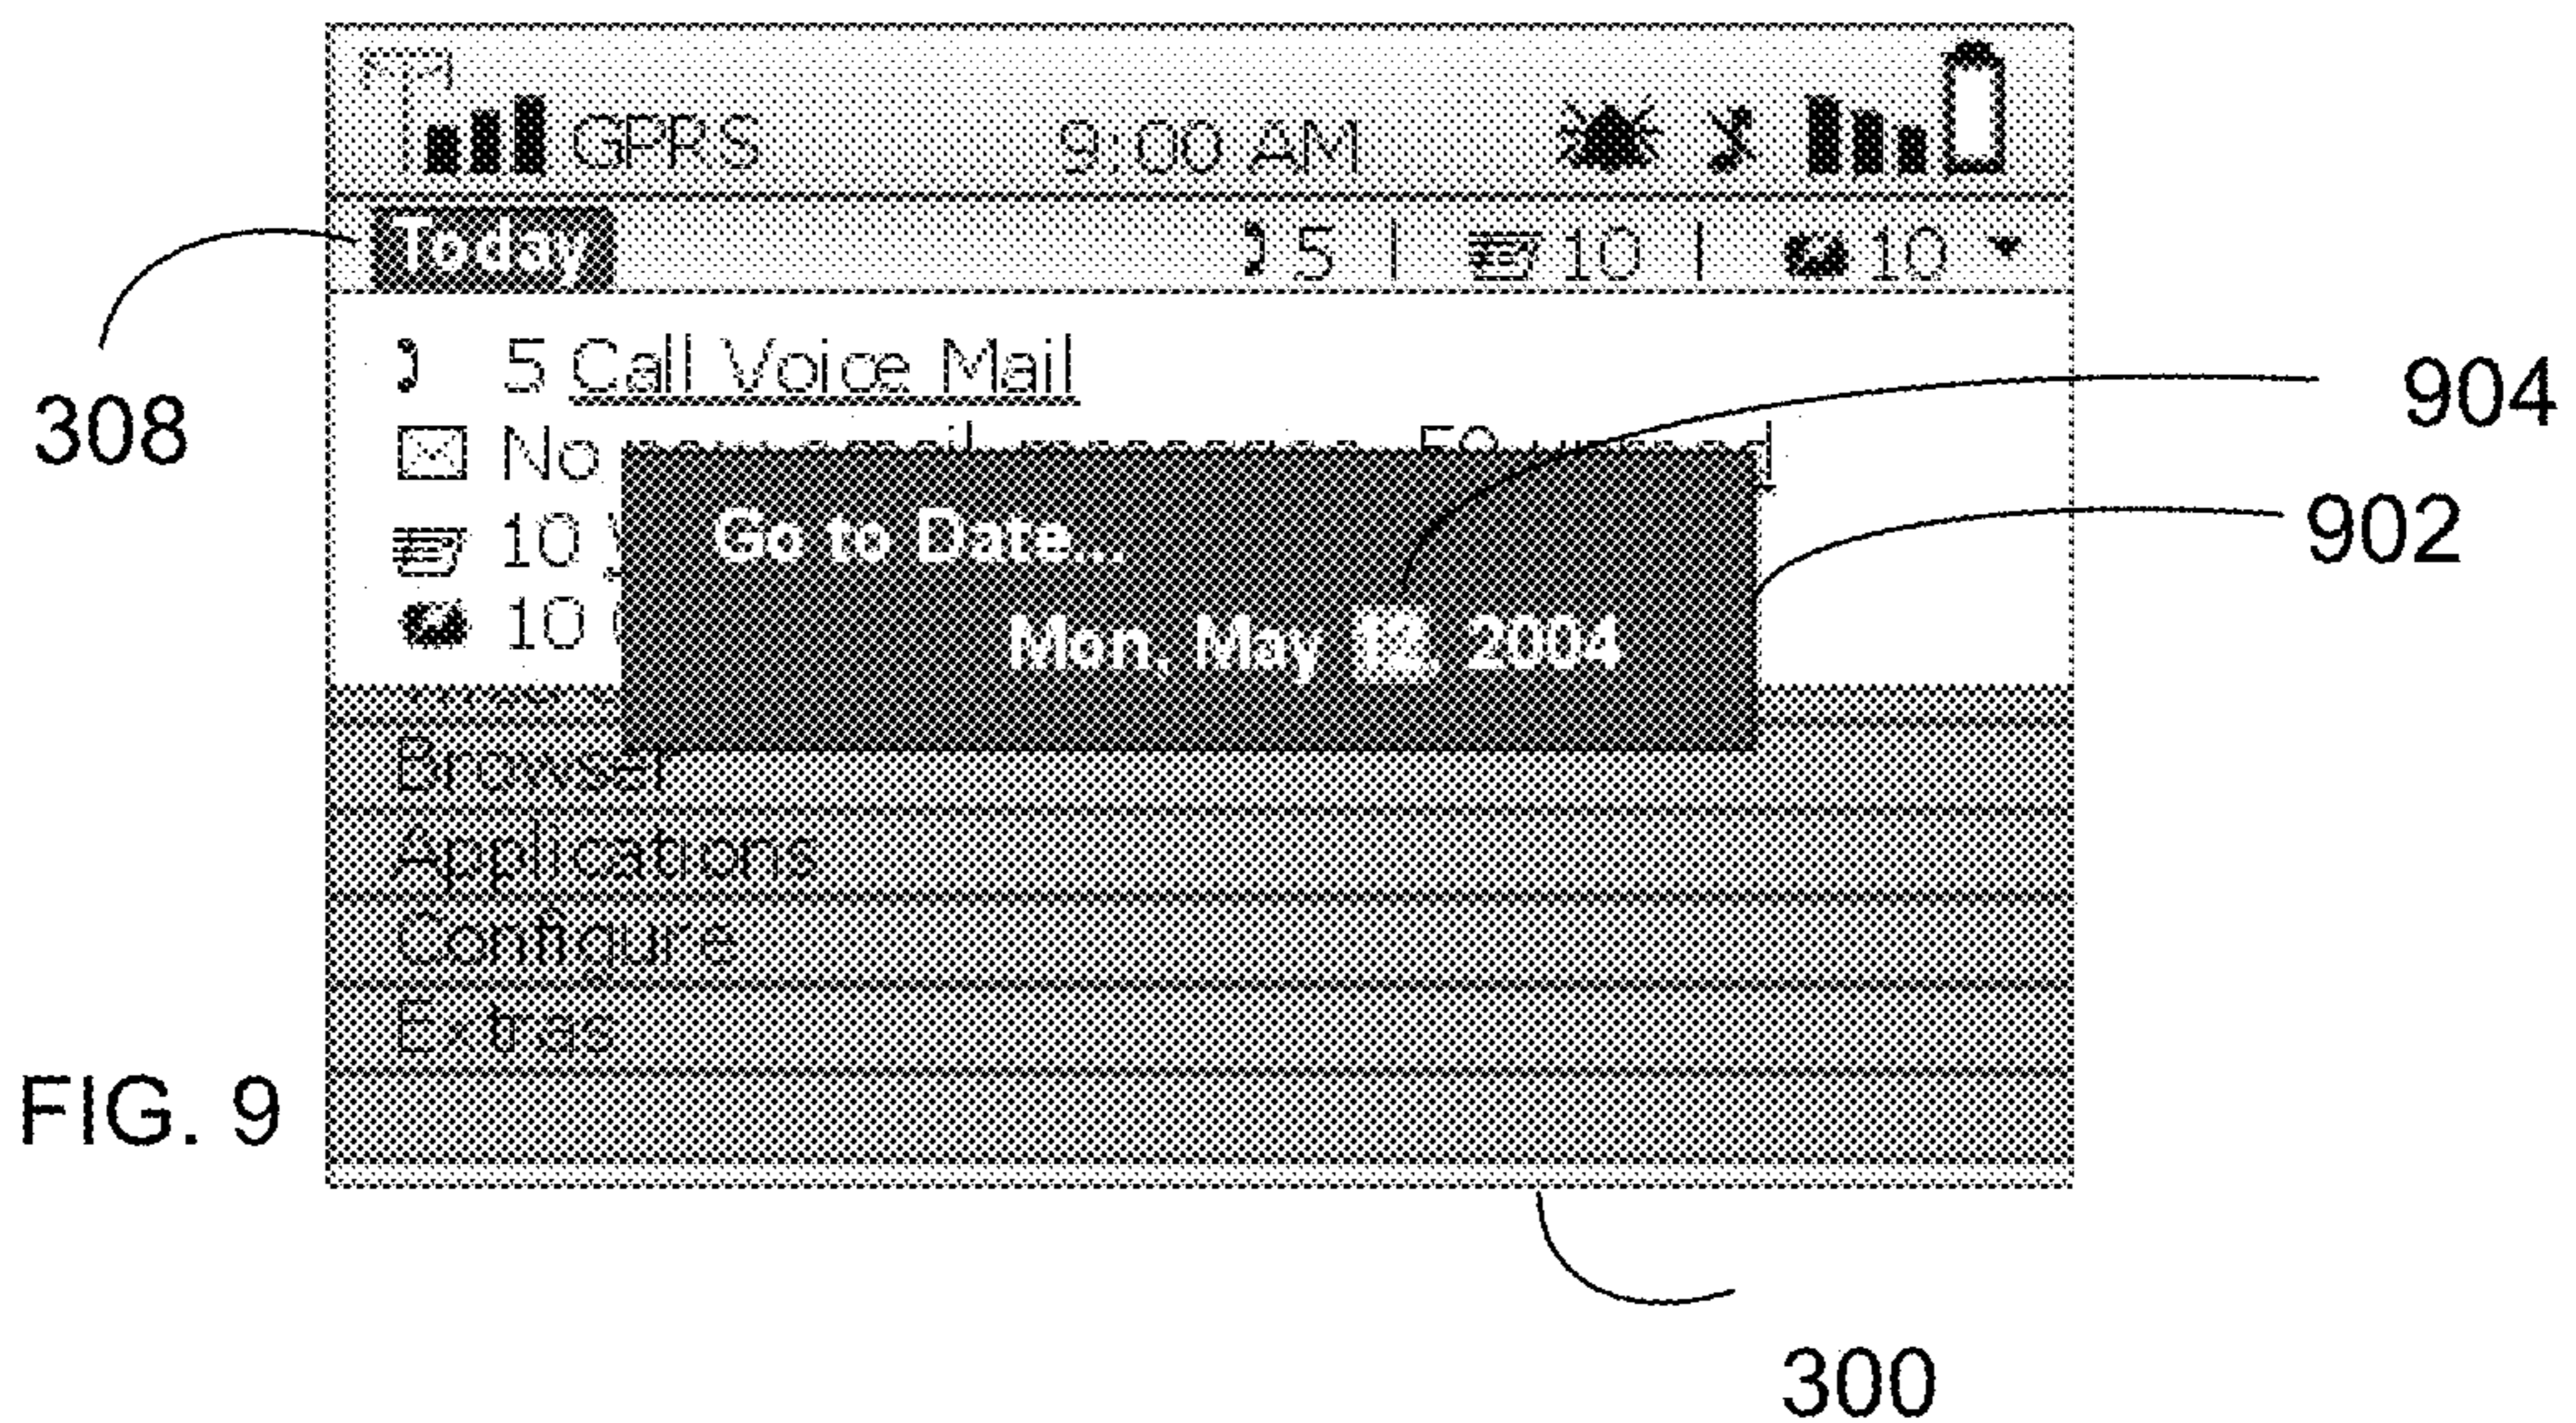 GPRS 9:00 AM
Today 5 | 10 | 10
308
5 Call Voice Mail
904
No
902
10
Go to Date...
10
Mon, May 12, 2004
Browser
Applications
Configure
Extras
FIG. 9
300